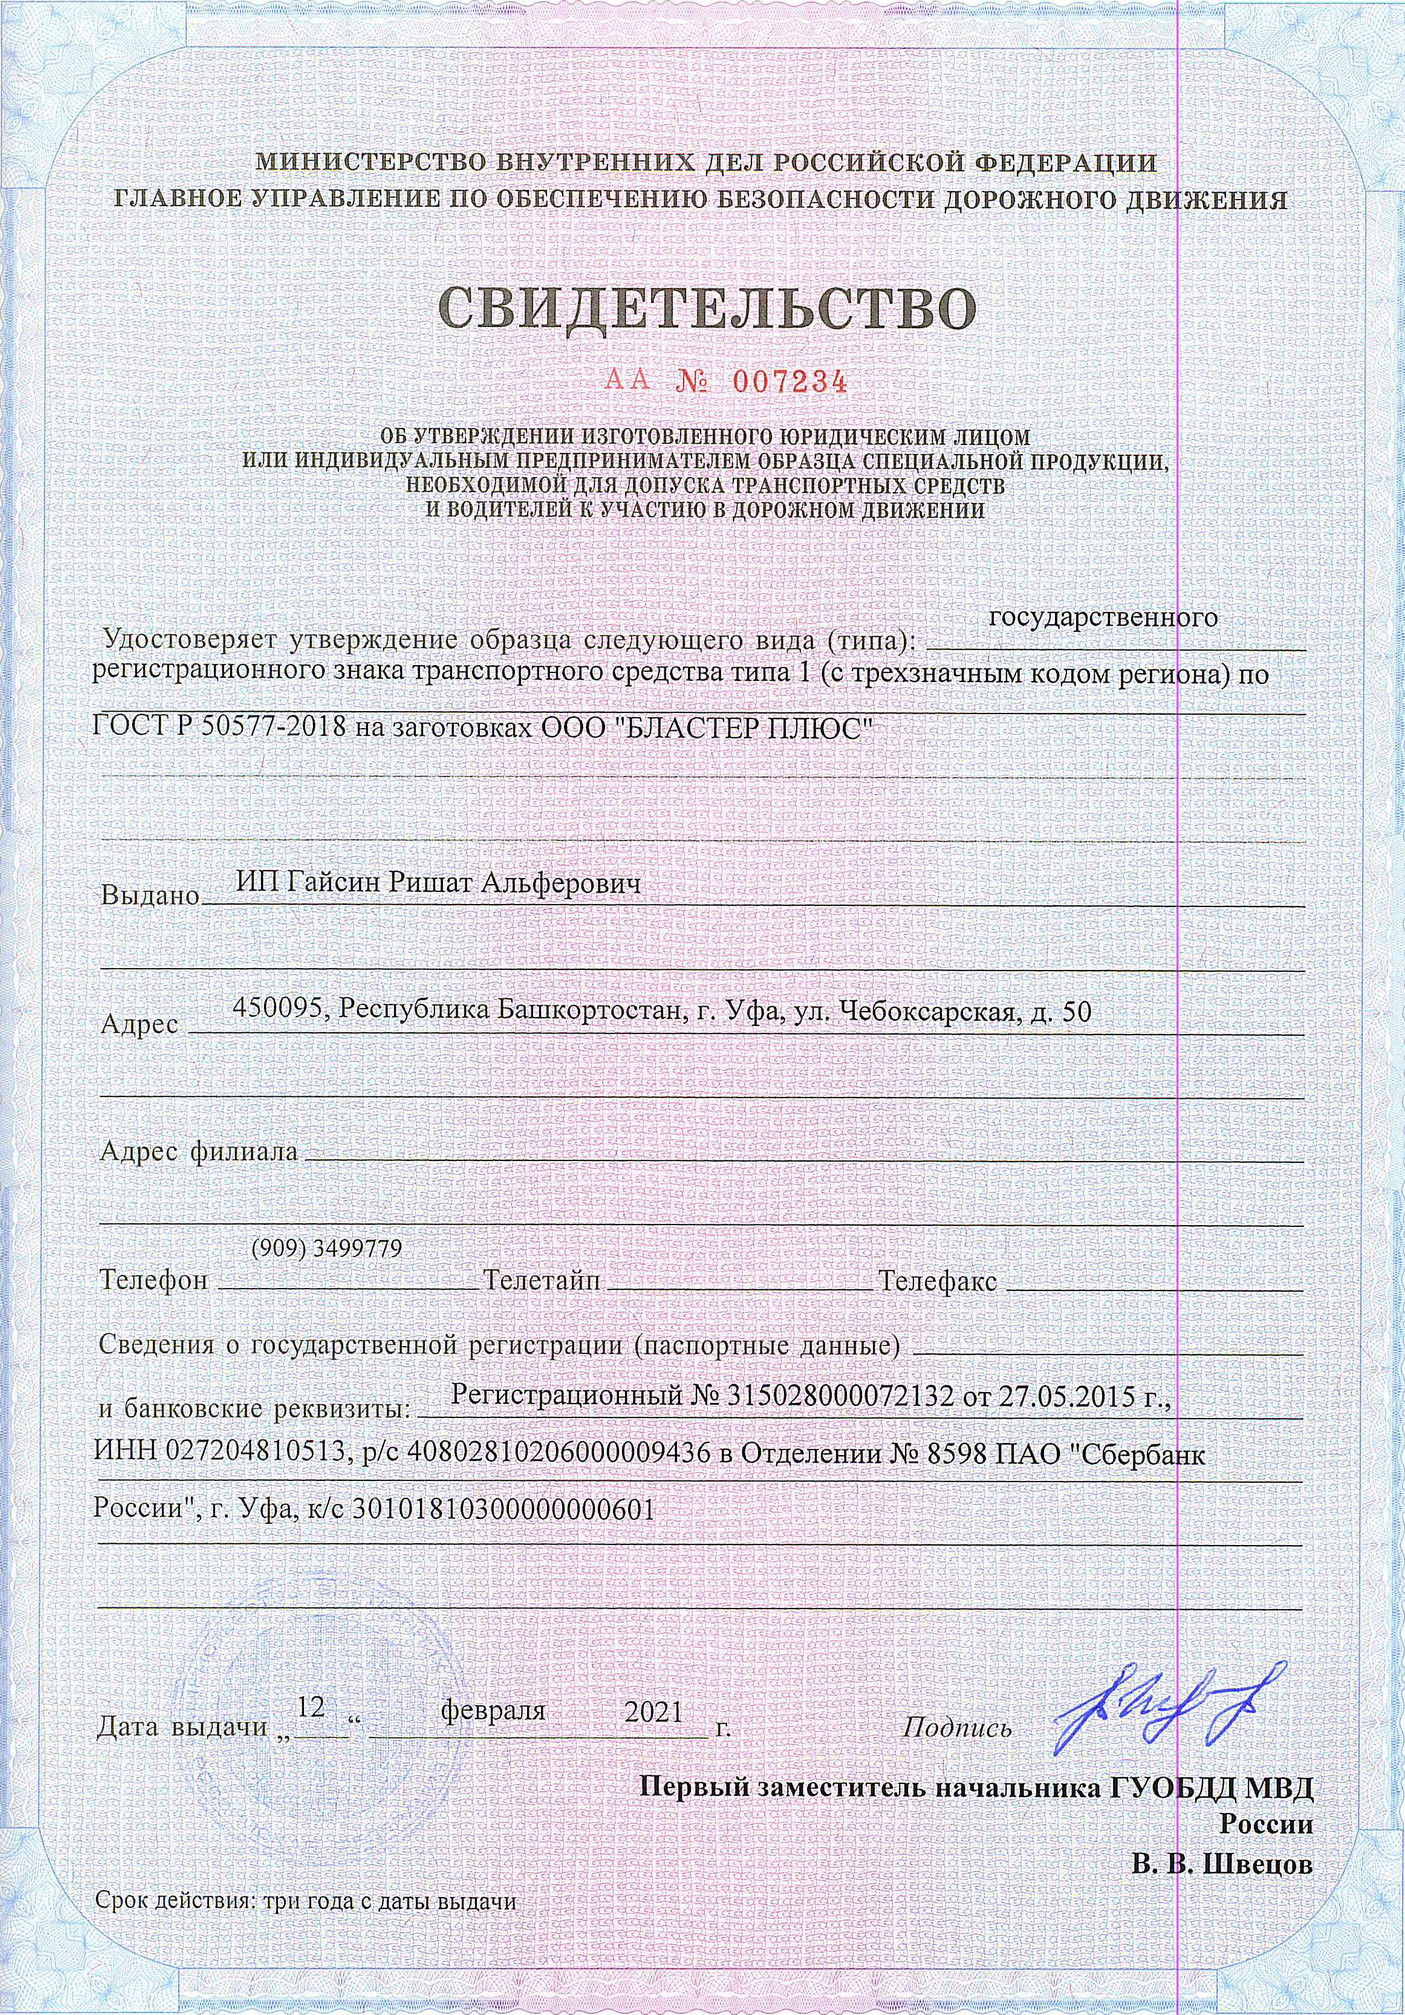 МИНИСТЕРСТВО ВНУТРЕННИХ ДЕЛ РОССИЙСКОЙ ФЕДЕРАЦИИ
ГЛАВНОЕ УПРАВЛЕНИЕ ПО ОБЕСПЕЧЕНИЮ БЕЗОПАСНОСТИ ДОРОЖНОГО ДВИЖЕНИЯ
СВИДЕТЕЛЬСТВО
АА № 007234
ОБ УТВЕРЖДЕНИИ ИЗГОТОВЛЕННОГО ЮРИДИЧЕСКИМ ЛИЦОМ
ИЛИ ИНДИВИДУАЛЬНЫМ ПРЕДПРИНИМАТЕЛЕМ ОБРАЗЦА СПЕЦИАЛЬНОЙ ПРОДУКЦИИ,
НЕОБХОДИМОЙ ДЛЯ ДОПУСКА ТРАНСПОРТНЫХ СРЕДСТВ
И ВОДИТЕЛЕЙ К УЧАСТИЮ В ДОРОЖНОМ ДВИЖЕНИИ
Удостоверяет утверждение образца следующего вида (типа): государственного
регистрационного знака транспортного средства типа 1 (с трехзначным кодом региона) по
ГОСТ Р 50577-2018 на заготовках ООО "БЛАСТЕР ПЛЮС"
Выдано ИП Гайсин Ришат Альферович
Адрес 450095, Республика Башкортостан, г. Уфа, ул. Чебоксарская, д. 50
Адрес филиала
Телефон (909) 3499779 Телетайп Телефакс
Сведения о государственной регистрации (паспортные данные)
и банковские реквизиты: Регистрационный № 315028000072132 от 27.05.2015 г.,
ИНН 027204810513, р/с 40802810206000009436 в Отделении № 8598 ПАО "Сбербанк
России", г. Уфа, к/с 30101810300000000601
Дата выдачи „12“ февраля 2021 г. Подпись
Первый заместитель начальника ГУОБДД МВД
России
В. В. Швецов
Срок действия: три года с даты выдачи